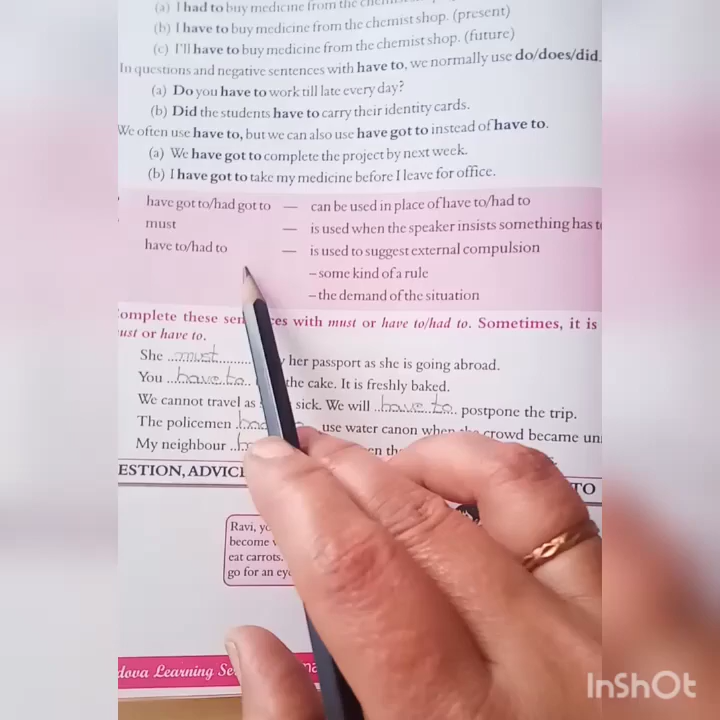 (a) I had to buy medicine from the
(b) I have to buy medicine from the chemist shop. (present)
(c) I'll have to buy medicine from the chemist shop. (future)
In questions and negative sentences with have to, we normally use do/does/did.
(a) Do you have to work till late every day?
(b) Did the students have to carry their identity cards.
We often use have to, but we can also use have got to instead of have to.
(a) We have got to complete the project by next week.
(b) I have got to take my medicine before I leave for office.
have got to/had got to — can be used in place of have to/had to
must — is used when the speaker insists something has
have to/had to — is used to suggest external compulsion
– some kind of a rule
– the demand of the situation
omplete these sen ces with must or have to/had to. Sometimes, it is
ust or have to.
She ...must... her passport as she is going abroad.
You ...have to... the cake. It is freshly baked.
We cannot travel as sick. We will ...have to... postpone the trip.
The policemen use water canon when crowd became un
My neighbour
ESTION, ADVICE TO
Ravi,
become
eat carrots.
go for an eye
dova Learning Se
InShOt